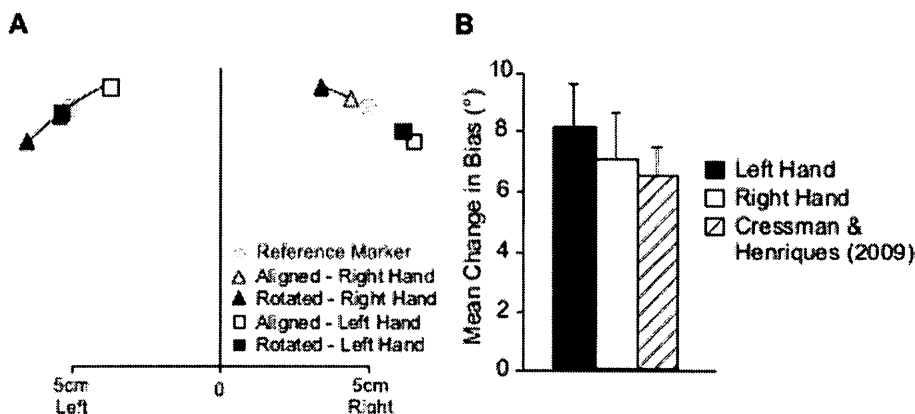 A
Reference Marker
Aligned - Right Hand
Rotated - Right Hand
Aligned - Left Hand
Rotated - Left Hand
5cm
Left
0
5cm
Right
B
Mean Change in Bias (°)
10
8
6
4
2
0
Left Hand
Right Hand
Cressman &
Henriques (2009)